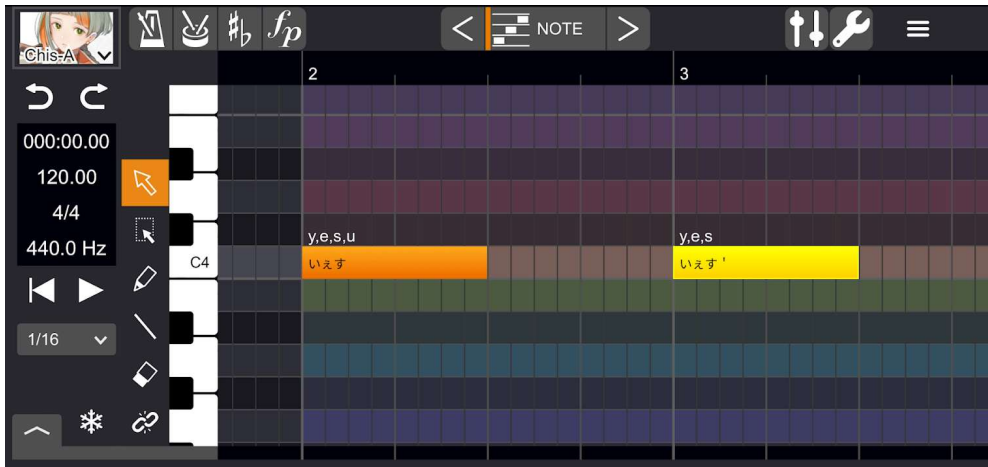 Chis-A
NOTE
2
3
000:00.00
120.00
4/4
440.0 Hz
1/16
C4
y,e,s,u
y,e,s
いぇす
いぇす '